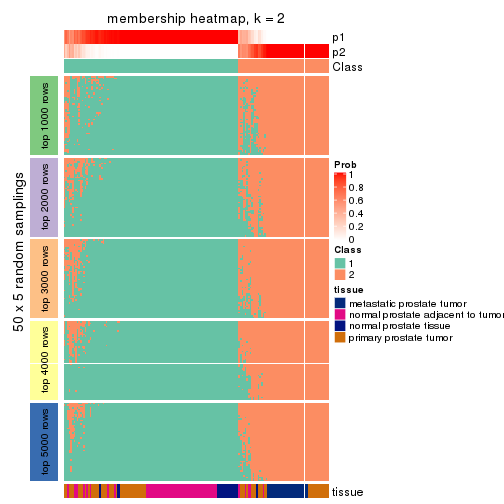 membership heatmap, k = 2
p1
p2
Class
50 x 5 random samplings
top 1000 rows
top 2000 rows
top 3000 rows
top 4000 rows
top 5000 rows
Prob
1
0.8
0.6
0.4
0.2
0
Class
1
2
tissue
metastatic prostate tumor
normal prostate adjacent to tumor
normal prostate tissue
primary prostate tumor
tissue